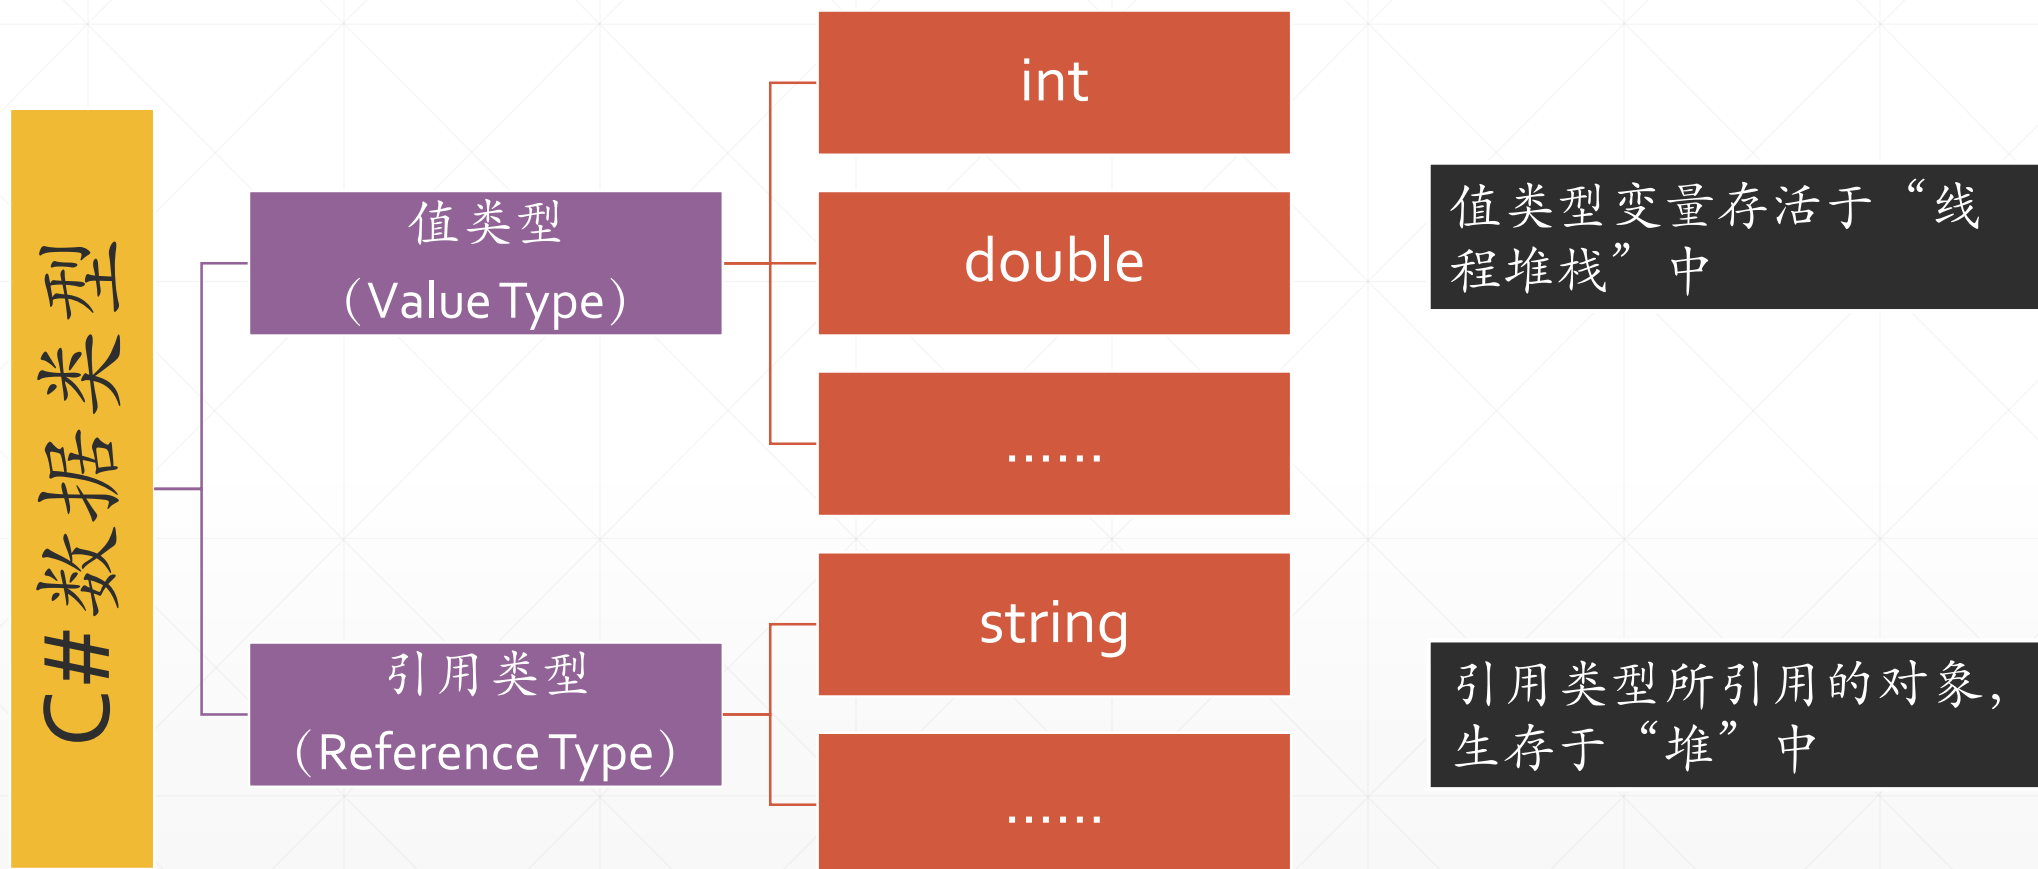 C#数据类型
值类型
（Value Type）
int
double
……
值类型变量存活于“线
程堆栈”中
引用类型
（Reference Type）
string
……
引用类型所引用的对象，
生存于“堆”中